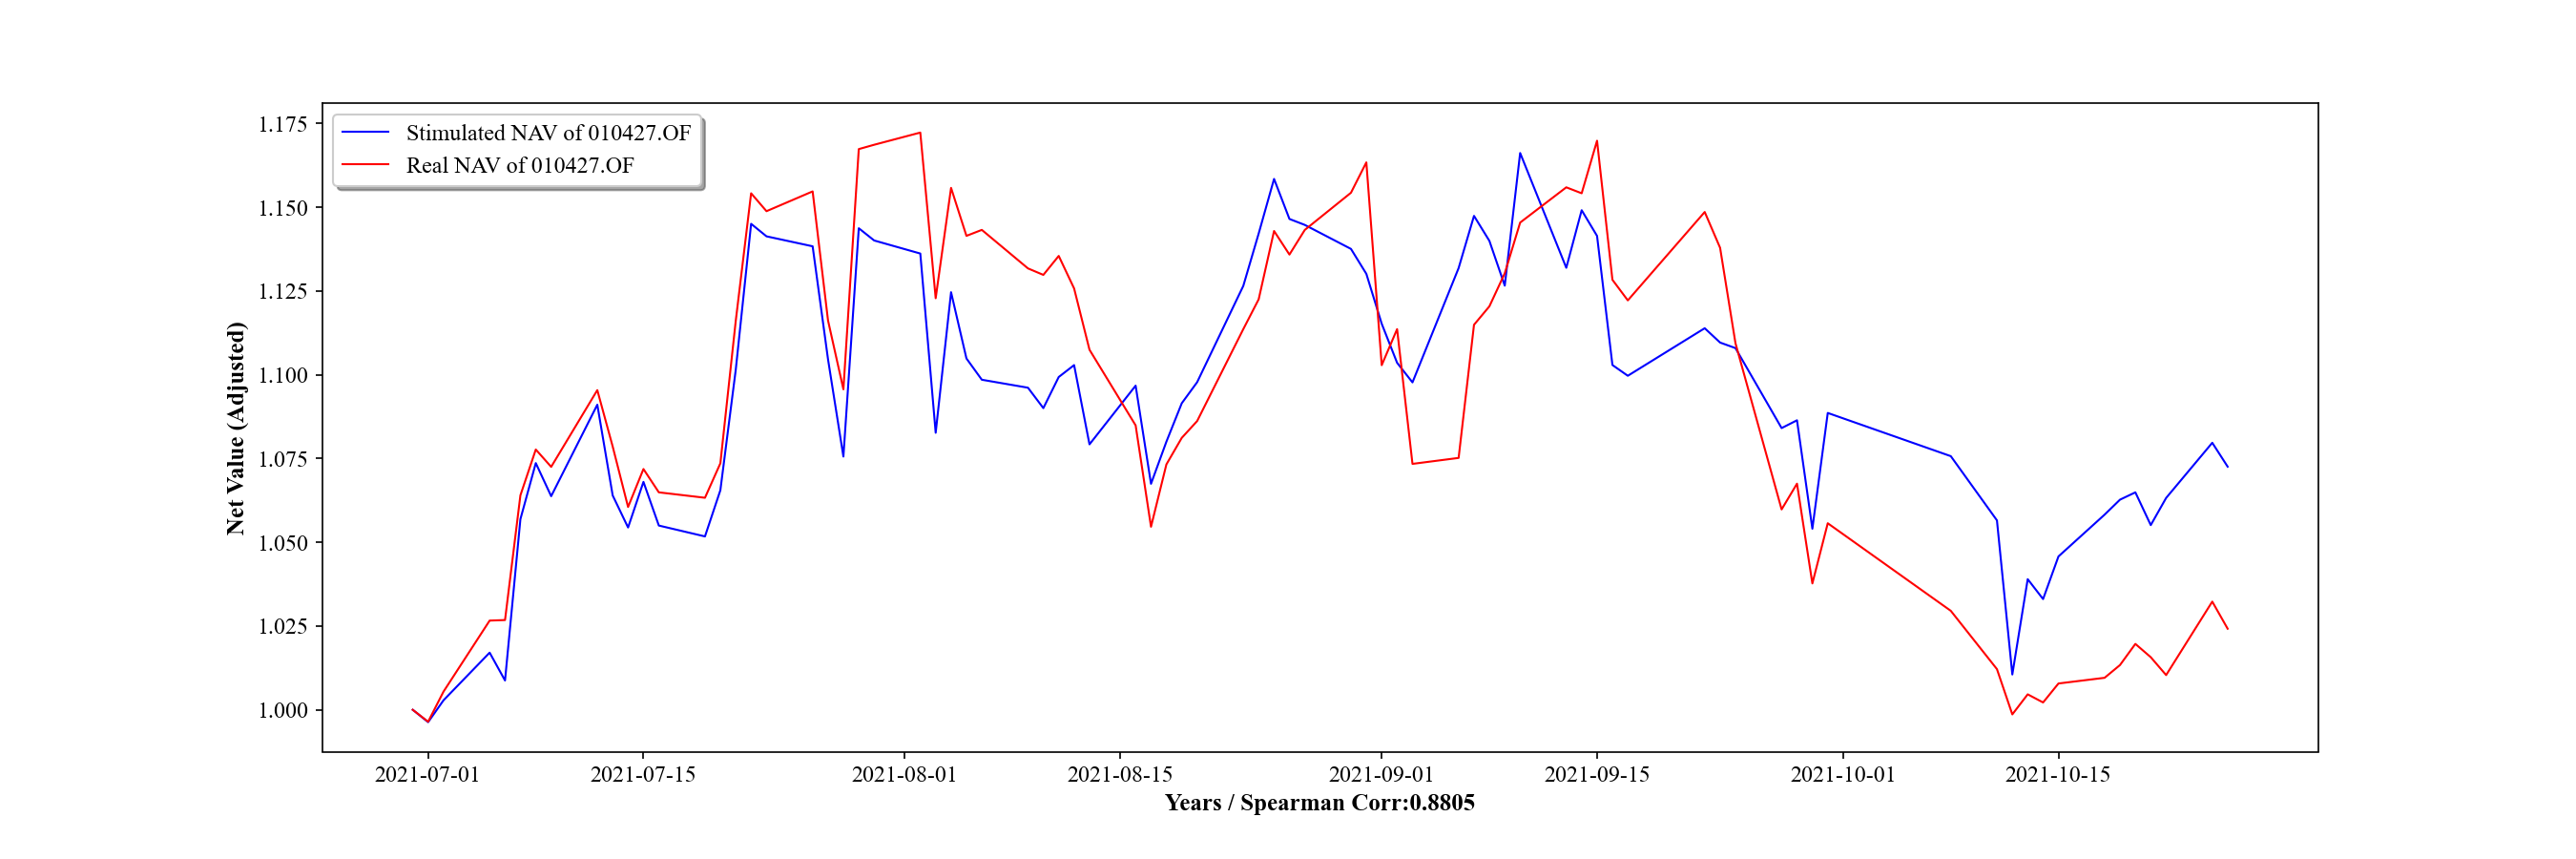 Stimulated NAV of 010427.OF
Real NAV of 010427.OF
Net Value (Adjusted)
1.175
1.150
1.125
1.100
1.075
1.050
1.025
1.000
2021-07-01 2021-07-15 2021-08-01 2021-08-15 2021-09-01 2021-09-15 2021-10-01 2021-10-15
Years / Spearman Corr:0.8805